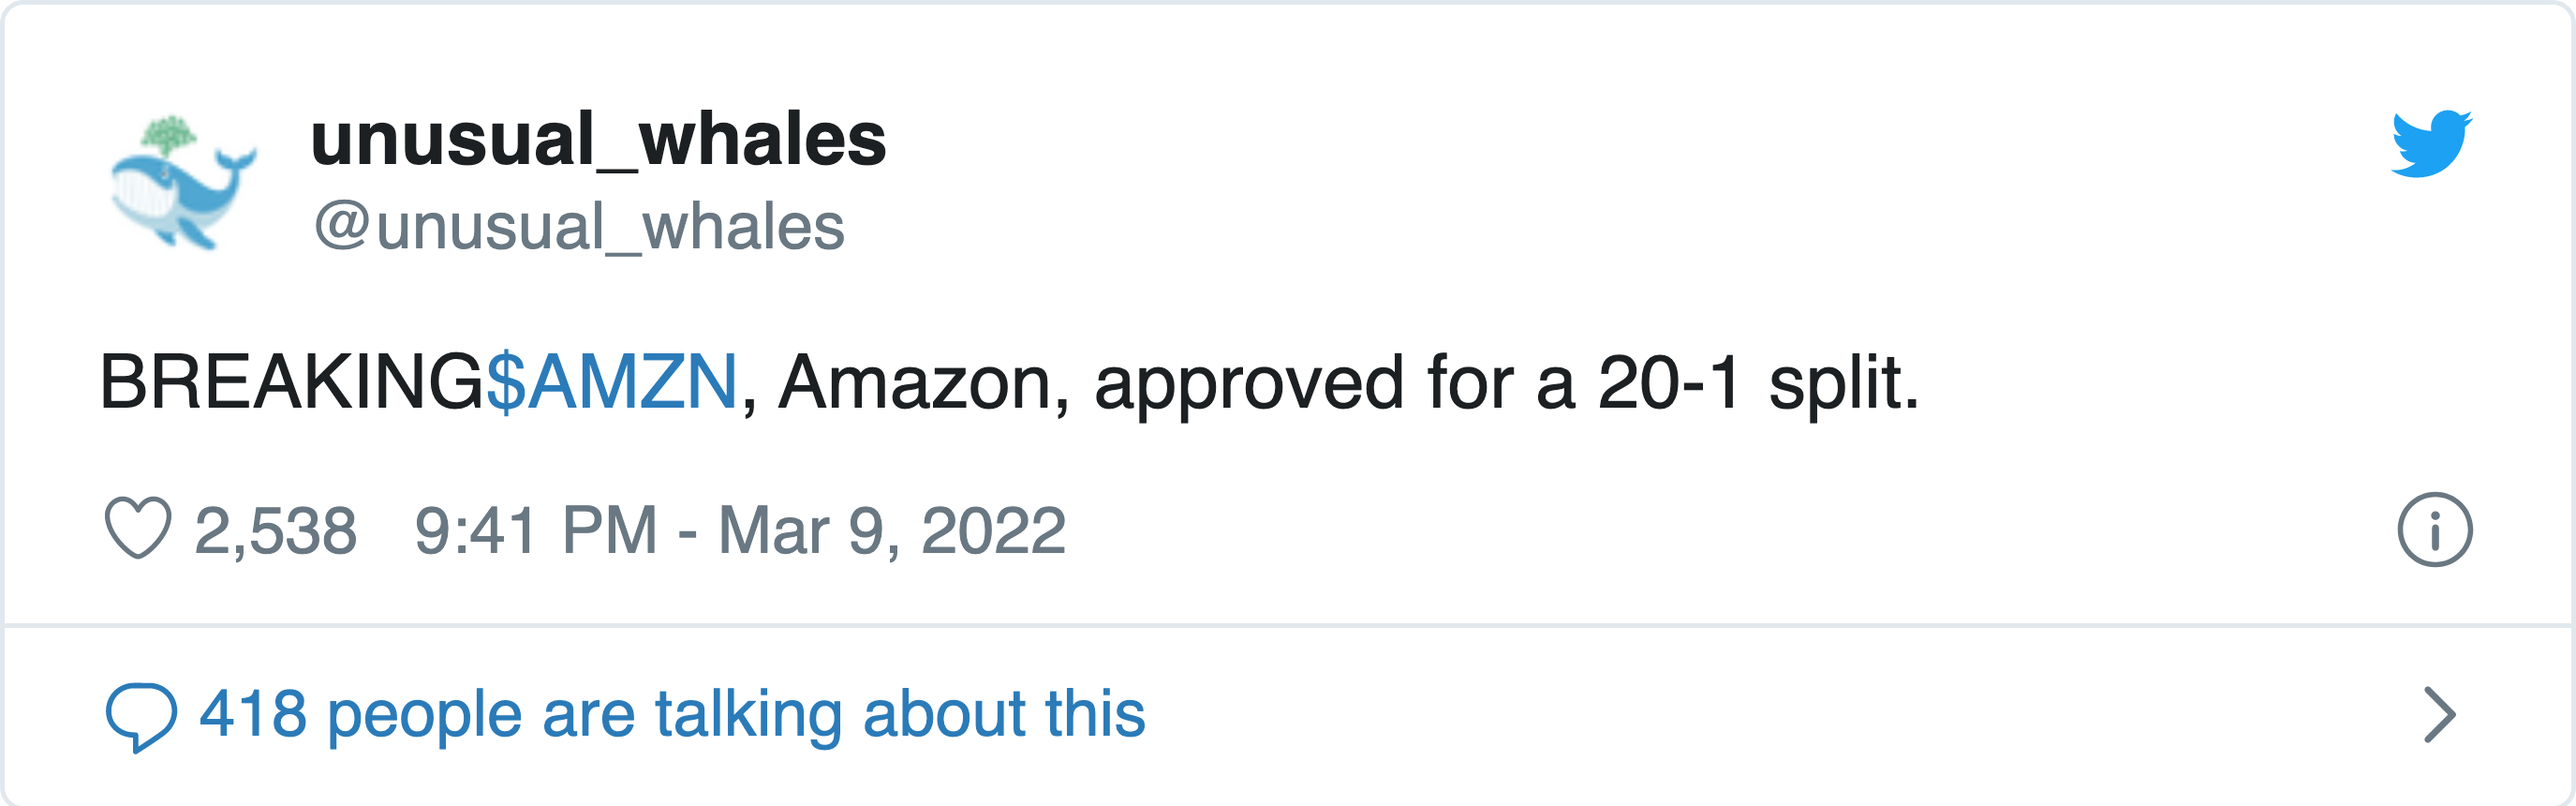 unusual_whales
@unusual_whales
BREAKING$AMZN, Amazon, approved for a 20-1 split.
2,538 9:41 PM - Mar 9, 2022
418 people are talking about this